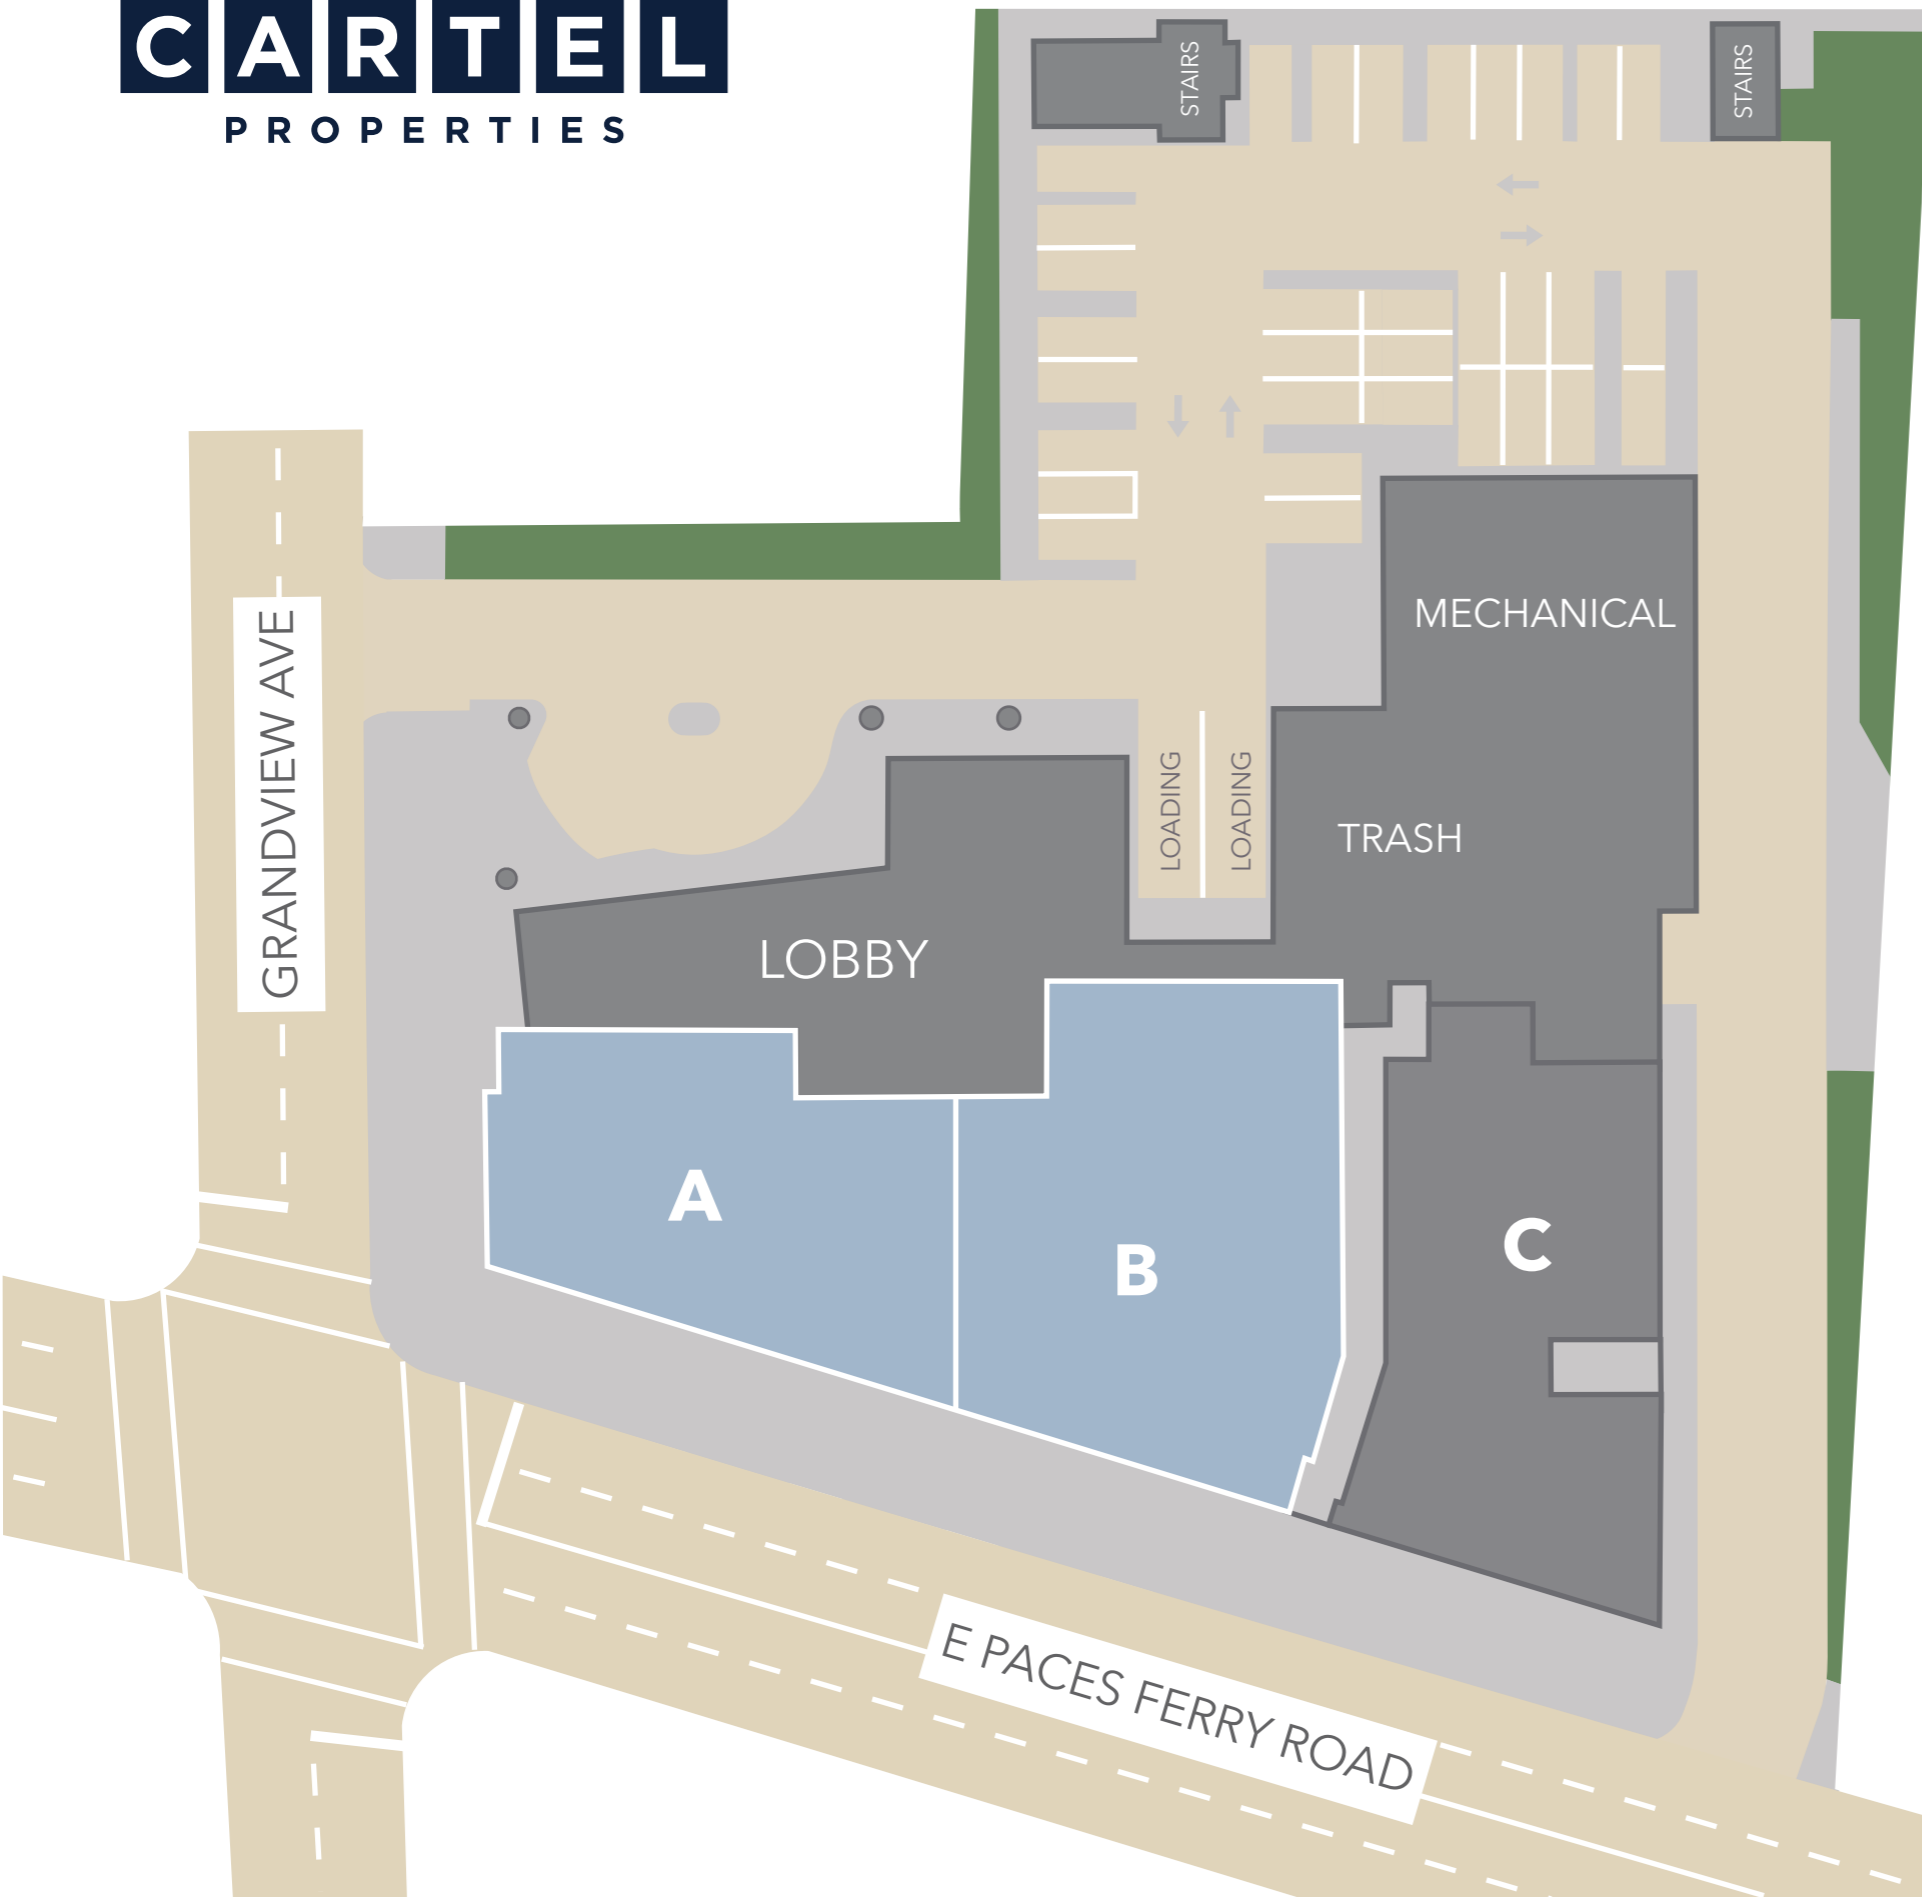 CARTEL
PROPERTIES
STAIRS
STAIRS
MECHANICAL
GRANDVIEW AVE
LOADING
LOADING
TRASH
LOBBY
A
B
C
E PACES FERRY ROAD